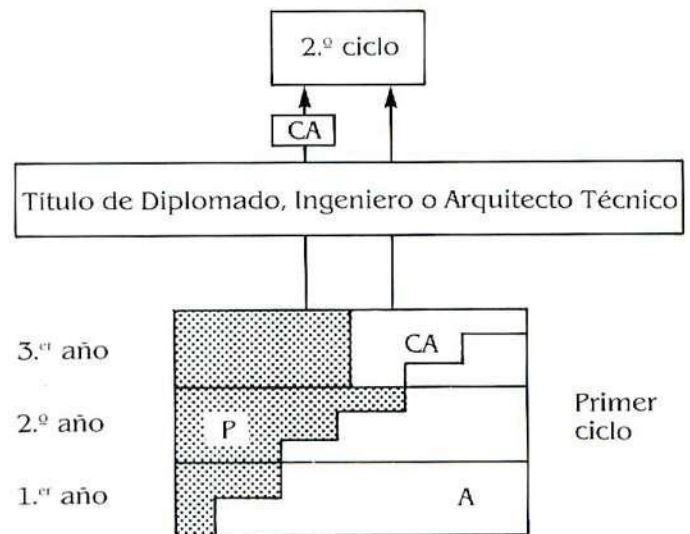 2.º ciclo
CA
Título de Diplomado, Ingeniero o Arquitecto Técnico
3.er año
CA
2.º año
P
Primer
ciclo
1.er año
A